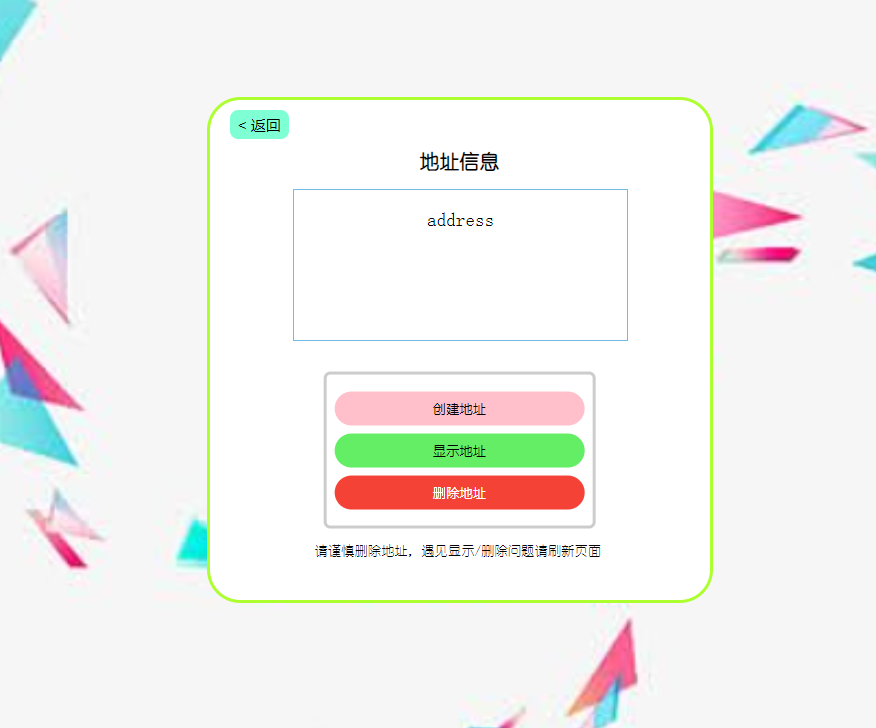 < 返回
地址信息
address
创建地址
显示地址
删除地址
请谨慎删除地址，遇见显示/删除问题请刷新页面